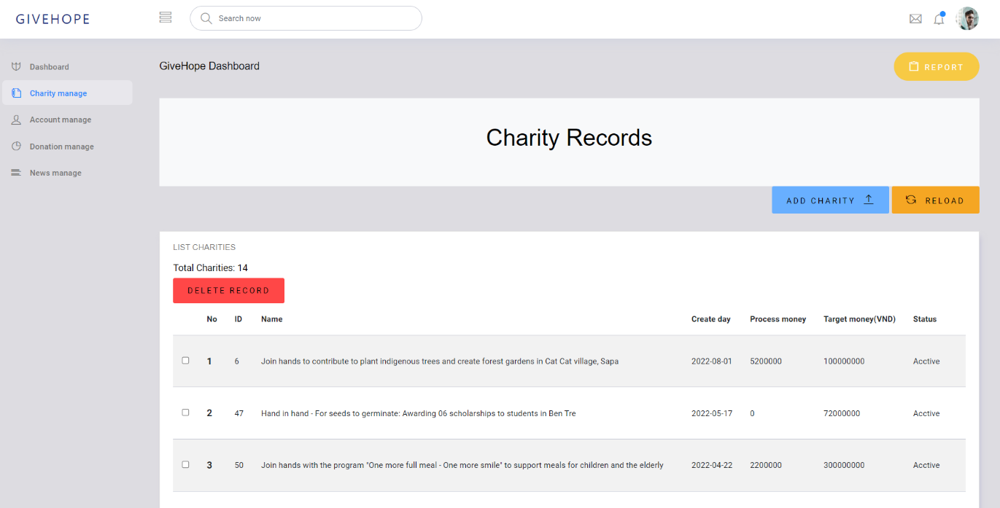 GIVEHOPE
Search now
Dashboard
Charity manage
Account manage
Donation manage
News manage
GiveHope Dashboard
REPORT
Charity Records
ADD CHARITY
RELOAD
LIST CHARITIES
Total Charities: 14
DELETE RECORD
No ID Name Create day Process money Target money(VND) Status
1 6 Join hands to contribute to plant indigenous trees and create forest gardens in Cat Cat village, Sapa 2022-08-01 5200000 100000000 Acctive
2 47 Hand in hand - For seeds to germinate: Awarding 06 scholarships to students in Ben Tre 2022-05-17 0 72000000 Acctive
3 50 Join hands with the program "One more full meal - One more smile" to support meals for children and the elderly 2022-04-22 2200000 300000000 Acctive